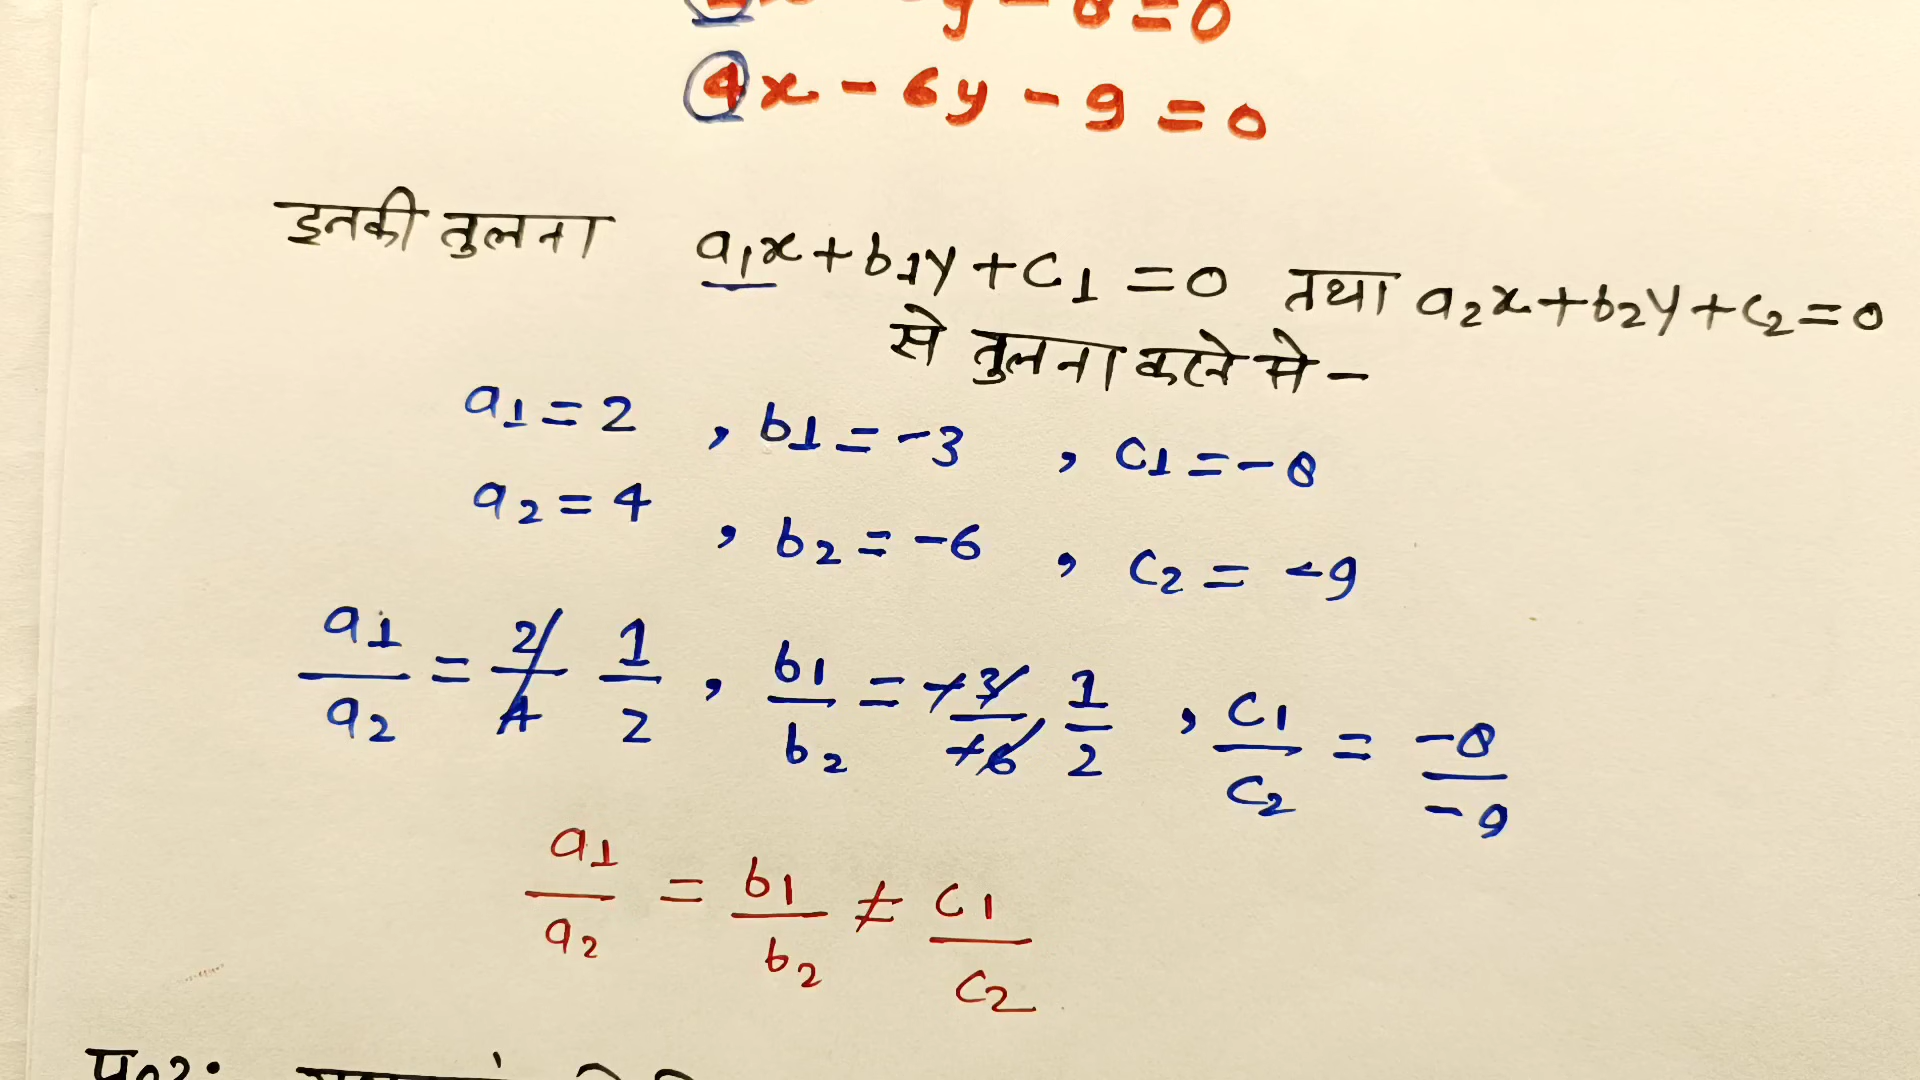 4x - 6y - 9 = 0
इनकी तुलना a1x + b1y + c1 = 0 तथा a2x + b2y + c2 = 0
से तुलना करने से -
a1 = 2 , b1 = -3 , c1 = -8
a2 = 4 , b2 = -6 , c2 = -9
a1/a2 = 2/4 1/2 , b1/b2 = -3/-6 1/2 , c1/c2 = -8/-9
a1/a2 = b1/b2 ≠ c1/c2